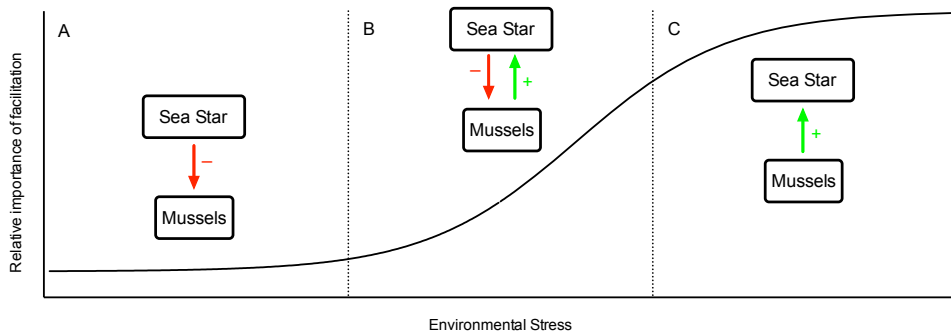 A
B
C
Sea Star
–
+
Mussels
Sea Star
–
Mussels
Sea Star
+
Mussels
Relative importance of facilitation
Environmental Stress